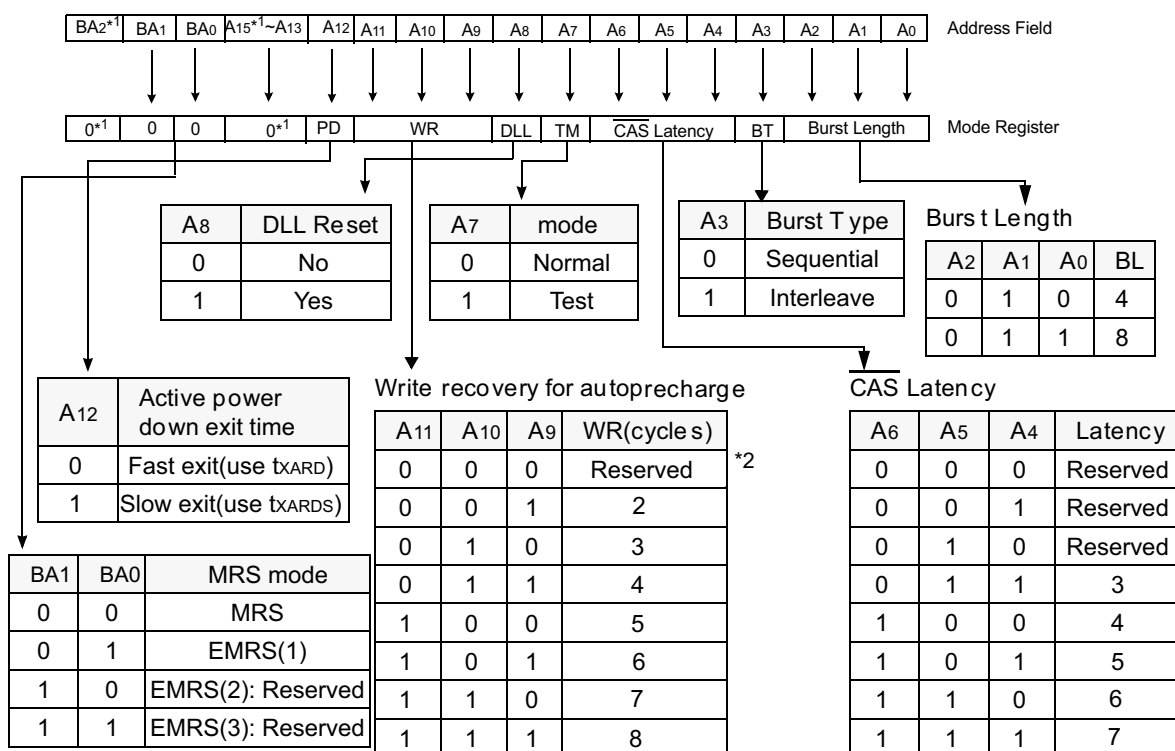 BA2*1 BA1 BA0 A15*1~A13 A12 A11 A10 A9 A8 A7 A6 A5 A4 A3 A2 A1 A0 Address Field
0*1 0 0 0*1 PD WR DLL TM CAS Latency BT Burst Length Mode Register
A8 DLL Reset
0 No
1 Yes
A7 mode
0 Normal
1 Test
A3 Burst Type
0 Sequential
1 Interleave
Burst Length
A2 A1 A0 BL
0 1 0 4
0 1 1 8
A12 Active power
down exit time
0 Fast exit(use tXARD)
1 Slow exit(use tXARDS)
Write recovery for autoprecharge
A11 A10 A9 WR(cycles)
0 0 0 Reserved *2
0 0 1 2
0 1 0 3
0 1 1 4
1 0 0 5
1 0 1 6
1 1 0 7
1 1 1 8
CAS Latency
A6 A5 A4 Latency
0 0 0 Reserved
0 0 1 Reserved
0 1 0 Reserved
0 1 1 3
1 0 0 4
1 0 1 5
1 1 0 6
1 1 1 7
BA1 BA0 MRS mode
0 0 MRS
0 1 EMRS(1)
1 0 EMRS(2): Reserved
1 1 EMRS(3): Reserved